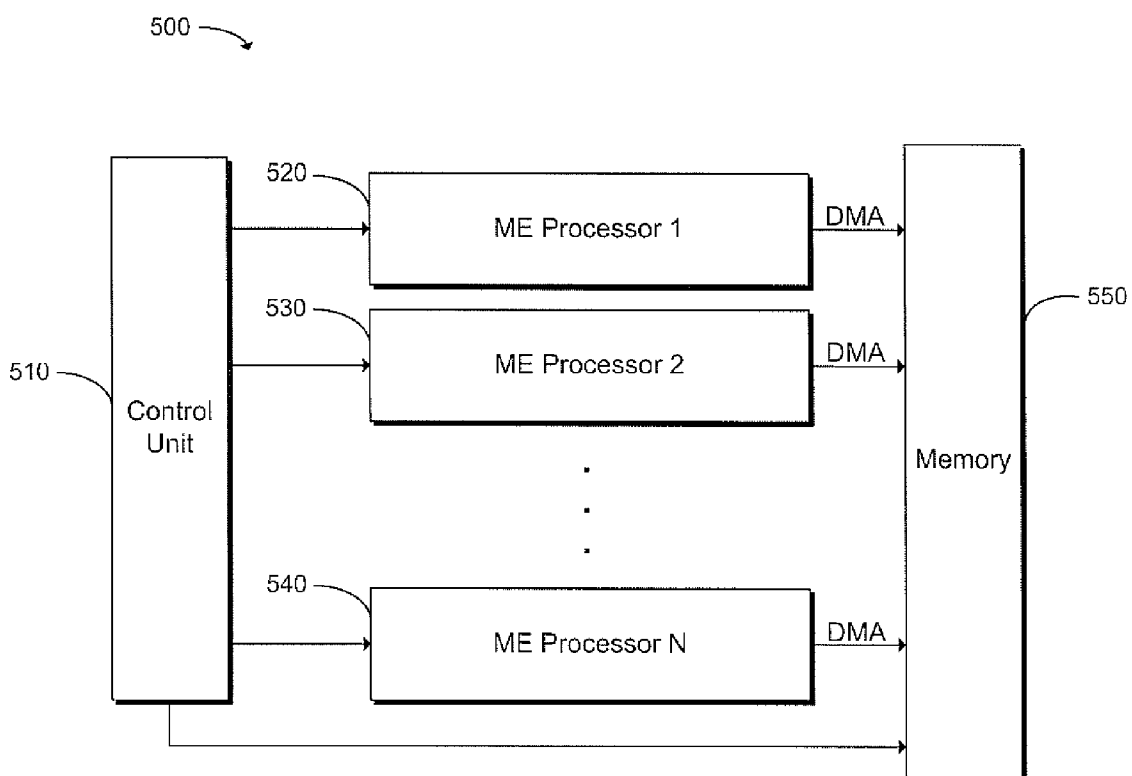 500
520
ME Processor 1
DMA
530
ME Processor 2
DMA
550
510
Control
Unit
Memory
540
ME Processor N
DMA